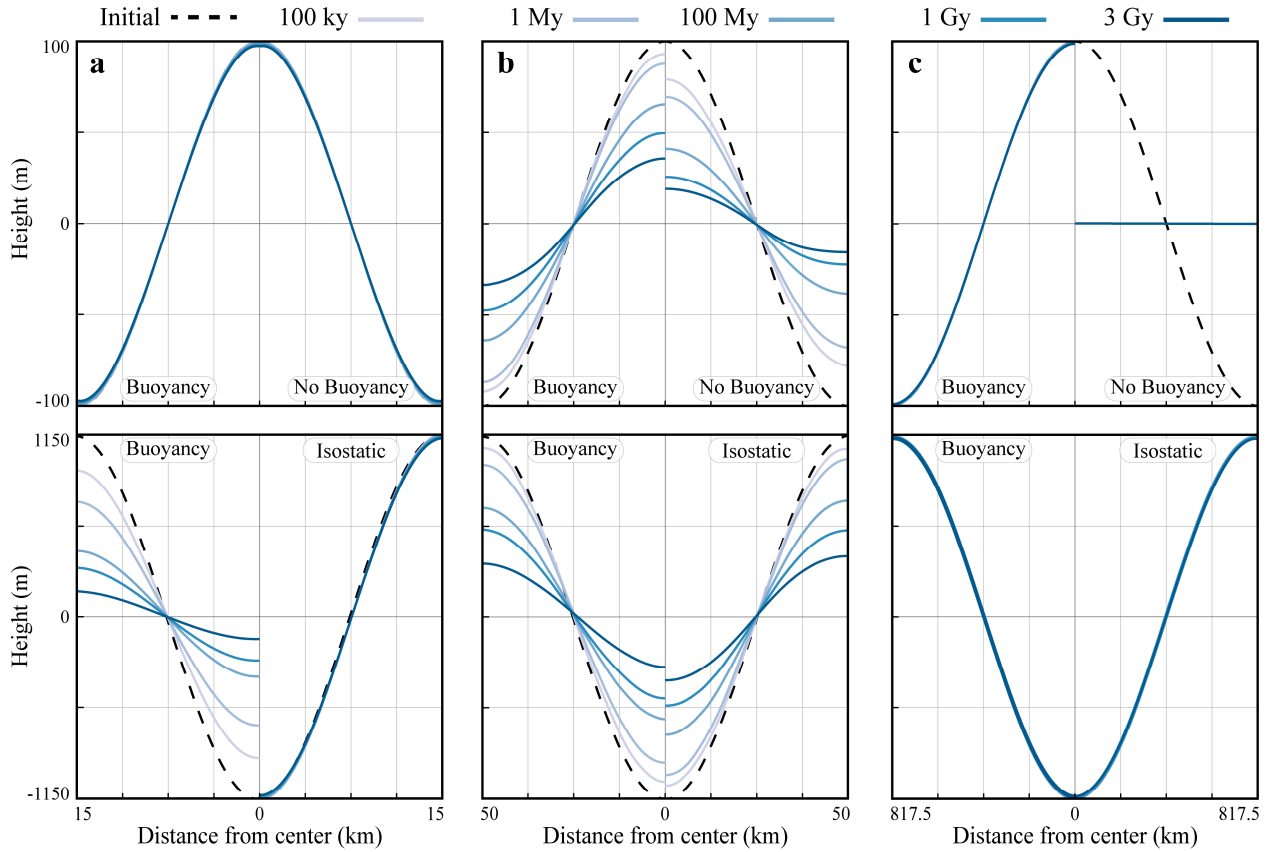 Initial 100 ky 1 My 100 My 1 Gy 3 Gy
a b c
100
0
-100
Height (m)
Buoyancy No Buoyancy Buoyancy No Buoyancy Buoyancy No Buoyancy
1150
0
-1150
Height (m)
Buoyancy Isostatic Buoyancy Isostatic Buoyancy Isostatic
15 0 15 50 0 50 817.5 0 817.5
Distance from center (km) Distance from center (km) Distance from center (km)